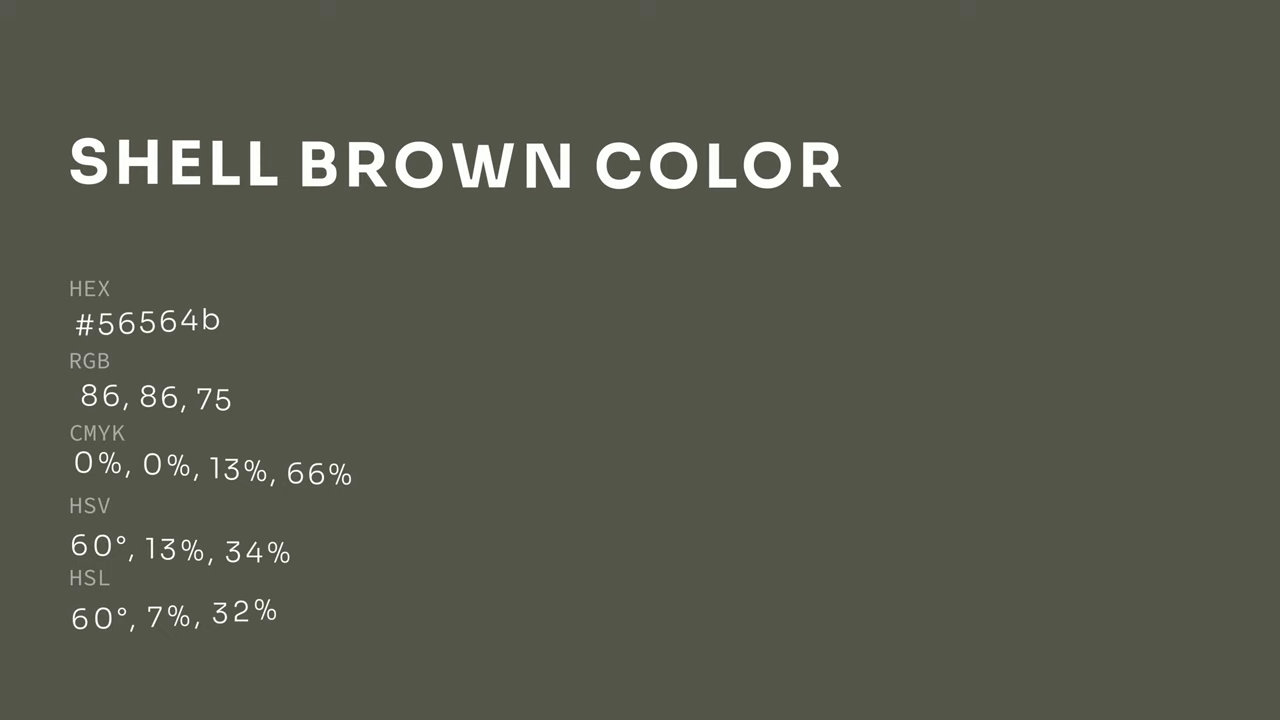 SHELL BROWN COLOR
HEX
#56564b
RGB
86, 86, 75
CMYK
0%, 0%, 13%, 66%
HSV
60°, 13%, 34%
HSL
60°, 7%, 32%